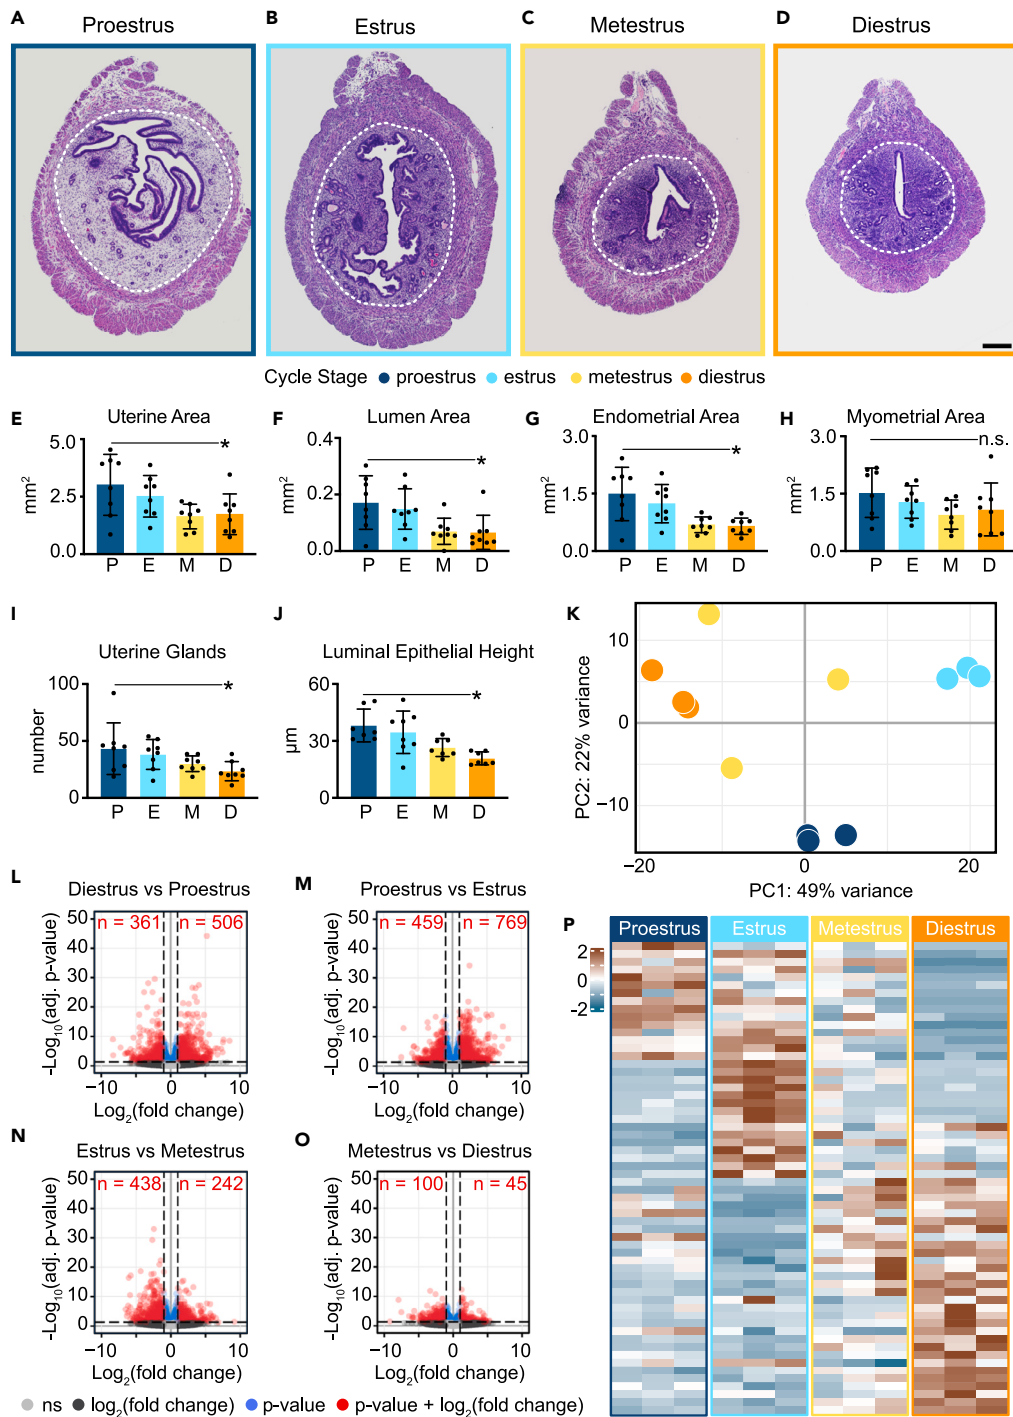 A Proestrus B Estrus C Metestrus D Diestrus
Cycle Stage proestrus estrus metestrus diestrus
E Uterine Area
mm²
5.0
2.5
0.0
*
P E M D
F Lumen Area
mm²
0.4
0.2
0.0
*
P E M D
G Endometrial Area
mm²
3.0
1.5
0.0
*
P E M D
H Myometrial Area
mm²
3.0
1.5
0.0
n.s.
P E M D
I Uterine Glands
number
100
50
0
*
P E M D
J Luminal Epithelial Height
µm
60
30
0
*
P E M D
K
PC2: 22% variance
10
0
−10
−20 0 20
PC1: 49% variance
L Diestrus vs Proestrus
n = 361 n = 506
-Log₁₀(adj. p-value)
50
40
30
20
10
0
−10 0 10
Log₂(fold change)
M Proestrus vs Estrus
n = 459 n = 769
-Log₁₀(adj. p-value)
50
40
30
20
10
0
−10 0 10
Log₂(fold change)
N Estrus vs Metestrus
n = 438 n = 242
-Log₁₀(adj. p-value)
50
40
30
20
10
0
−10 0 10
Log₂(fold change)
O Metestrus vs Diestrus
n = 100 n = 45
-Log₁₀(adj. p-value)
50
40
30
20
10
0
−10 0 10
Log₂(fold change)
ns log₂(fold change) p-value p-value + log₂(fold change)
P Proestrus Estrus Metestrus Diestrus
2
0
−2